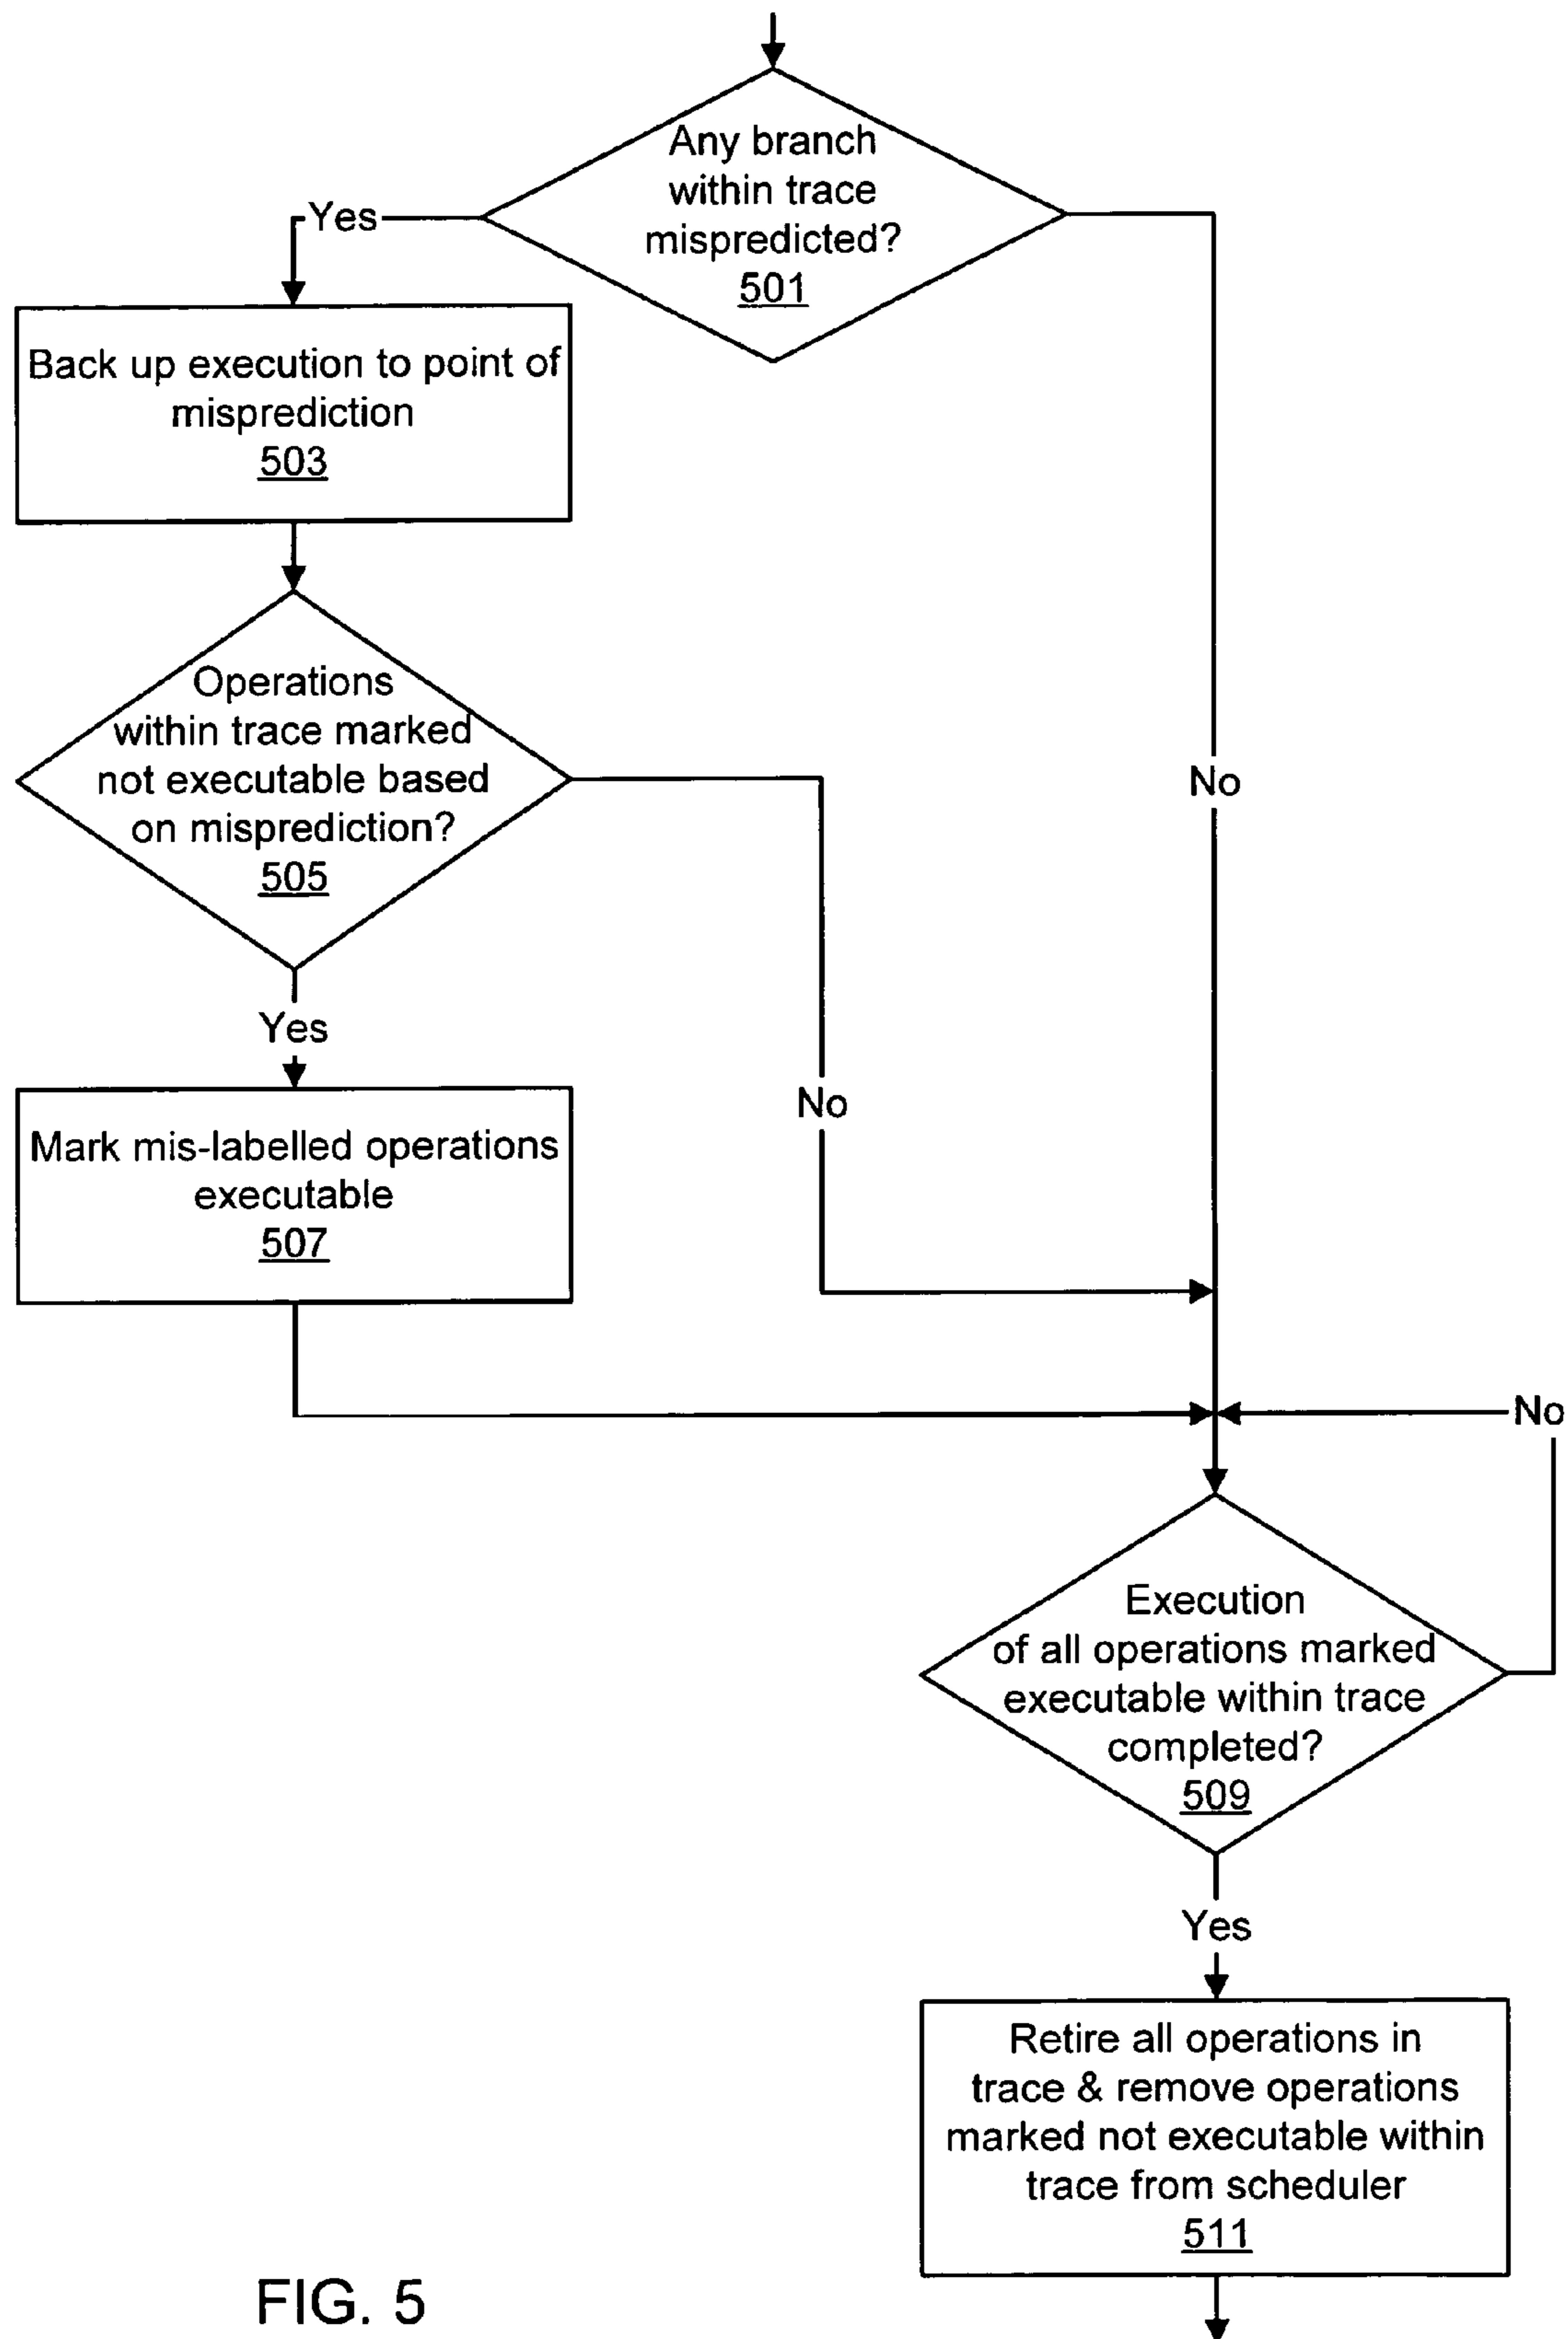 Any branch
within trace
mispredicted?
501
Yes
Back up execution to point of
misprediction
503
Operations
within trace marked
not executable based
on misprediction?
505
No
Yes
No
Mark mis-labelled operations
executable
507
No
Execution
of all operations marked
executable within trace
completed?
509
Yes
Retire all operations in
trace & remove operations
marked not executable within
trace from scheduler
511
FIG. 5